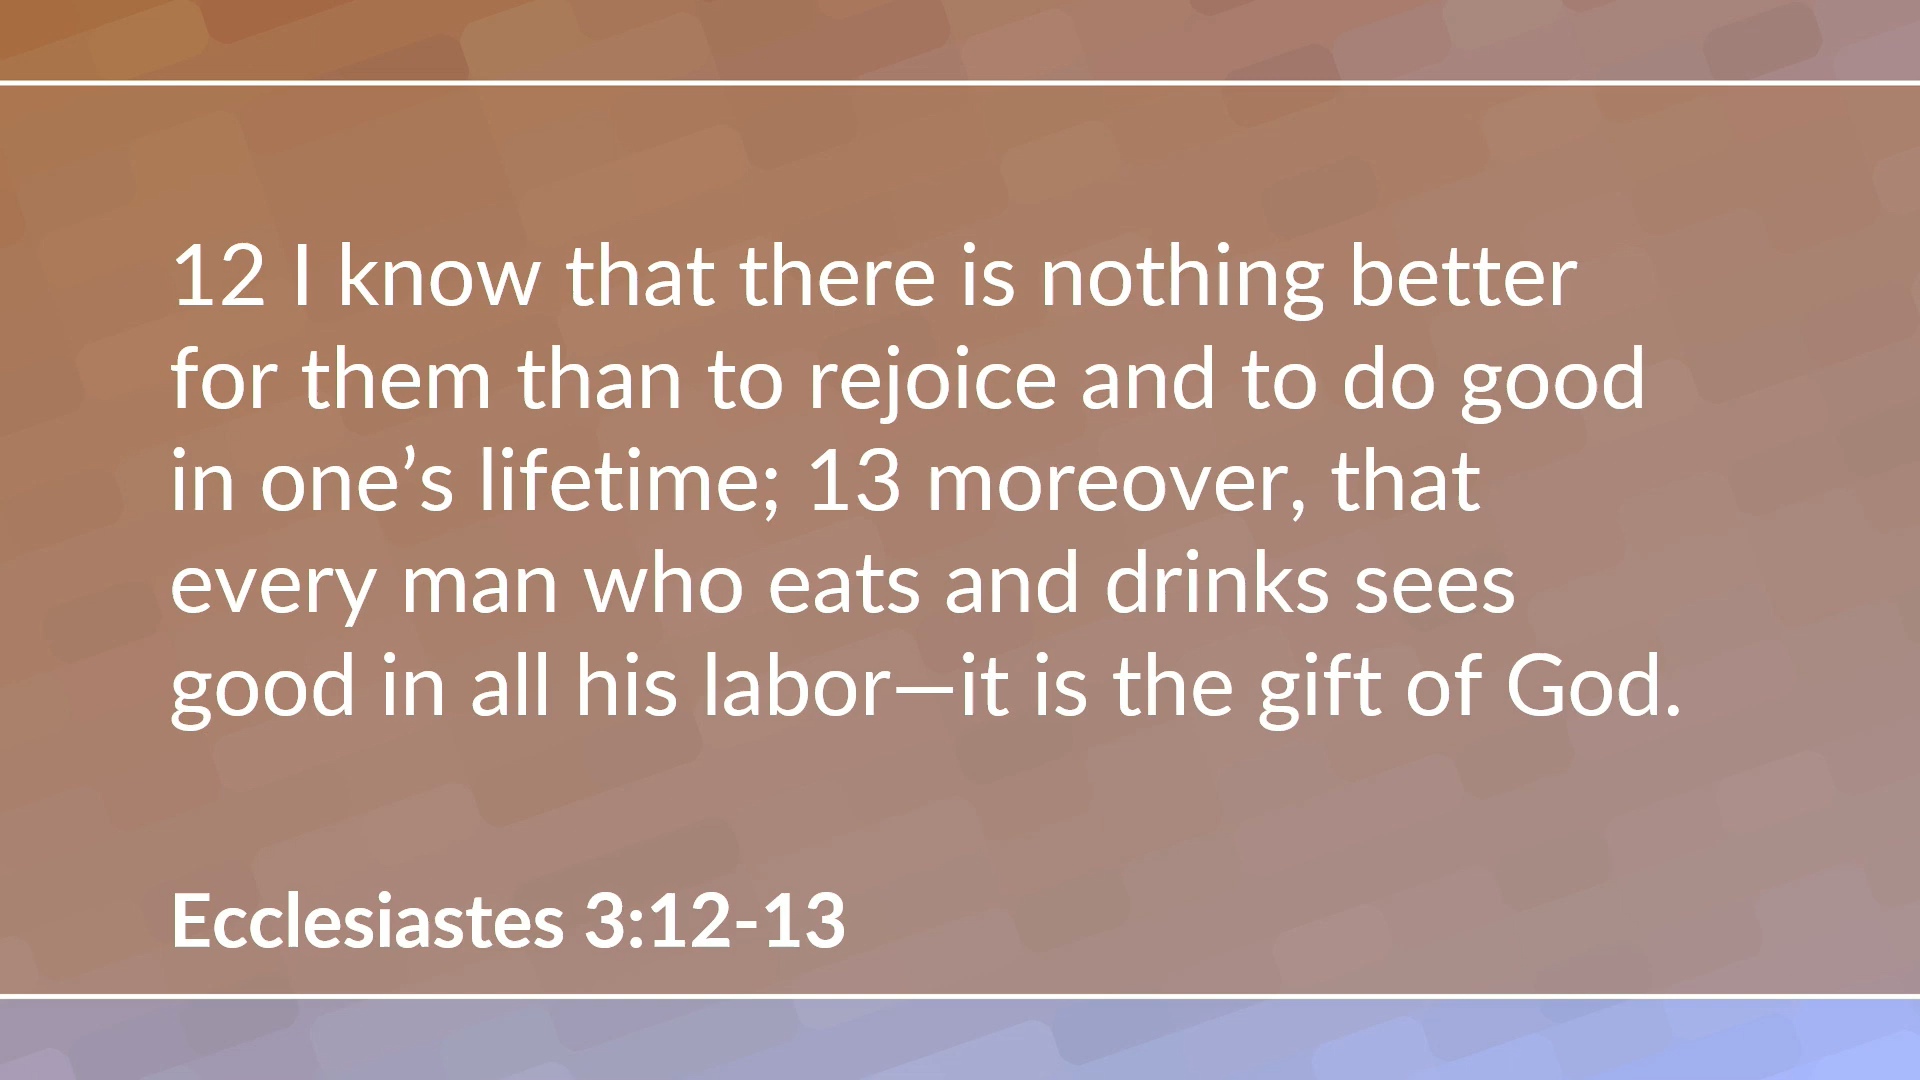 12 I know that there is nothing better
for them than to rejoice and to do good
in one’s lifetime; 13 moreover, that
every man who eats and drinks sees
good in all his labor—it is the gift of God.
Ecclesiastes 3:12-13